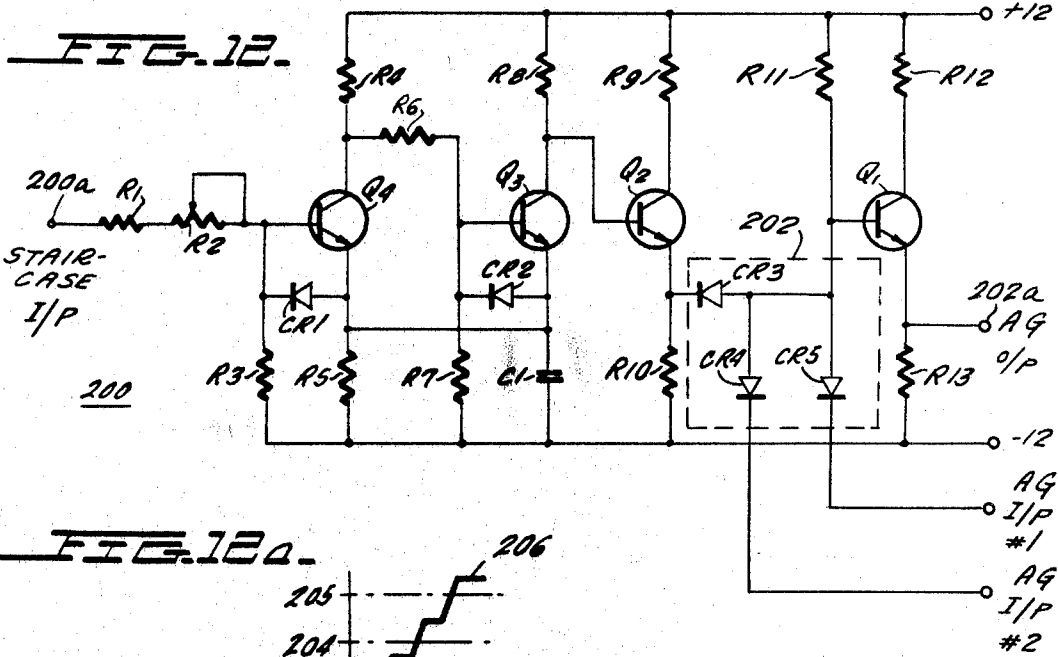 FIG. 12.
+12
R4
R8
R9
R11
R12
R6
200a
R1
R2
Q4
Q3
Q2
Q1
STAIR-
CASE
I/P
202
CR1
CR2
CR3
202a
AG
O/P
R3
R5
R7
C1
R10
CR4
CR5
R13
200
-12
AG
I/P
#1
FIG. 12a.
206
AG
I/P
#2
205
204